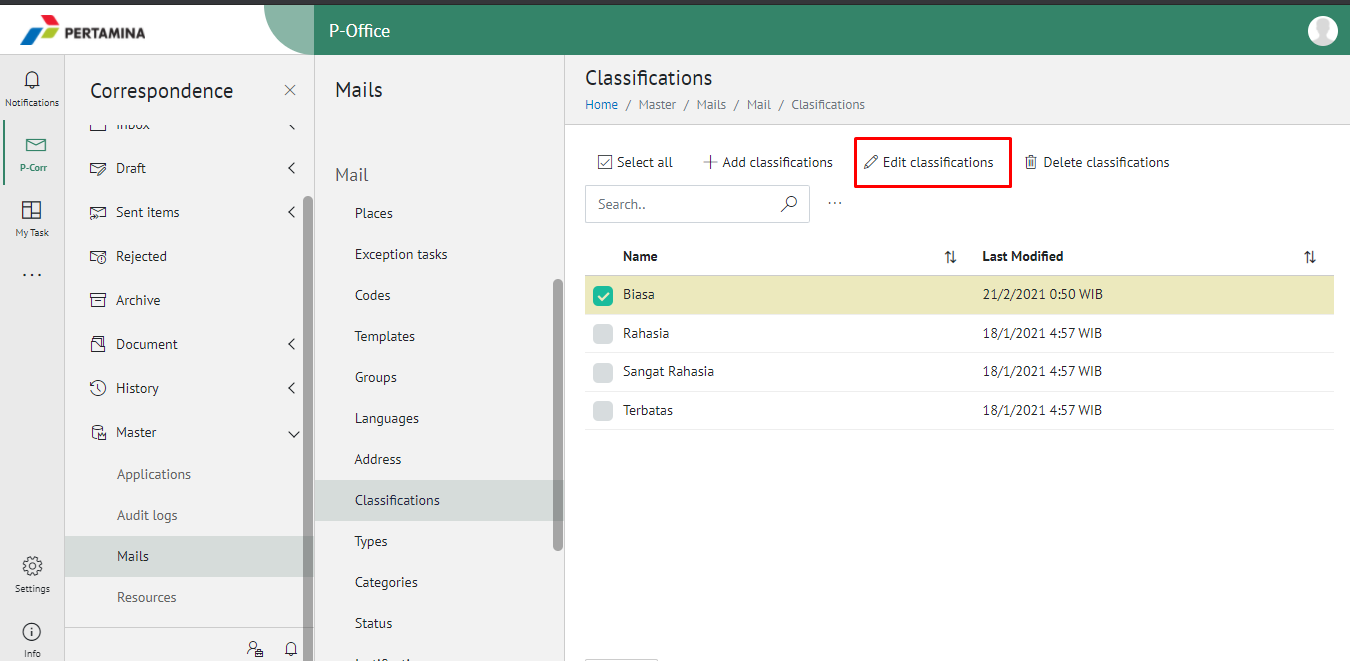 PERTAMINA
P-Office
Notifications
P-Corr
My Task
...
Settings
Info
Correspondence
Inbox
Draft
Sent items
Rejected
Archive
Document
History
Master
Applications
Audit logs
Mails
Resources
Mails
Mail
Places
Exception tasks
Codes
Templates
Groups
Languages
Address
Classifications
Types
Categories
Status
Classifications
Home / Master / Mails / Mail / Clasifications
Select all Add classifications Edit classifications Delete classifications
Search.. ...
Name Last Modified
Biasa 21/2/2021 0:50 WIB
Rahasia 18/1/2021 4:57 WIB
Sangat Rahasia 18/1/2021 4:57 WIB
Terbatas 18/1/2021 4:57 WIB